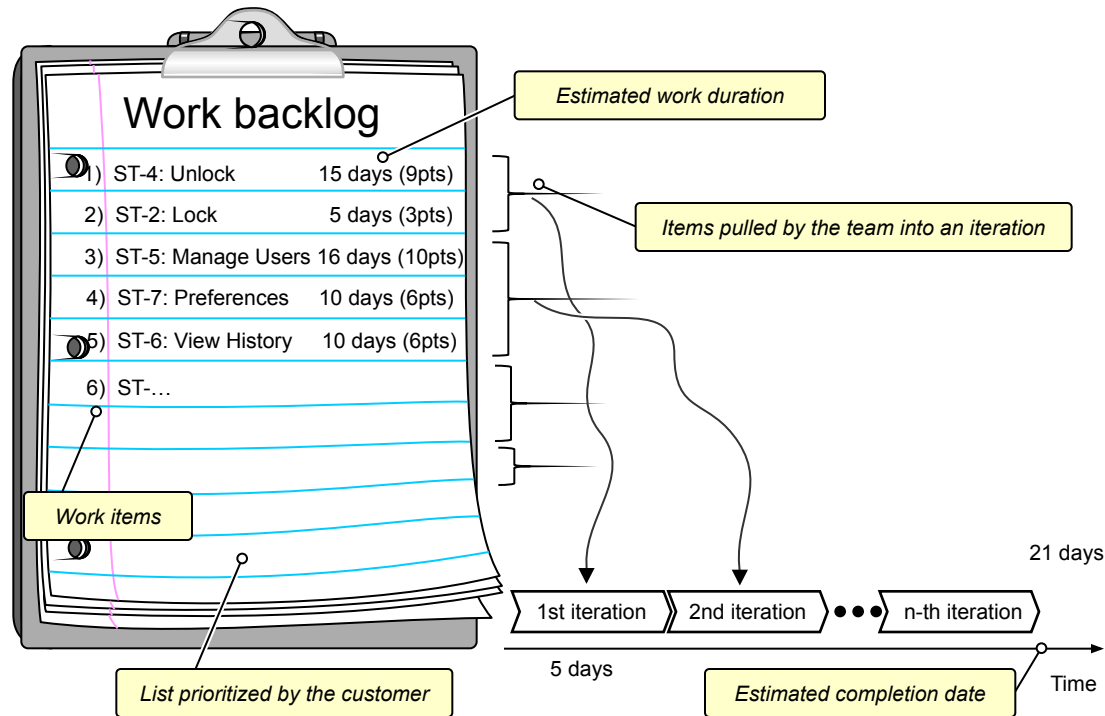 Work backlog
1) ST-4: Unlock 15 days (9pts)
2) ST-2: Lock 5 days (3pts)
3) ST-5: Manage Users 16 days (10pts)
4) ST-7: Preferences 10 days (6pts)
5) ST-6: View History 10 days (6pts)
6) ST-…
Estimated work duration
Items pulled by the team into an iteration
Work items
List prioritized by the customer
21 days
1st iteration
2nd iteration
n-th iteration
5 days
Estimated completion date
Time